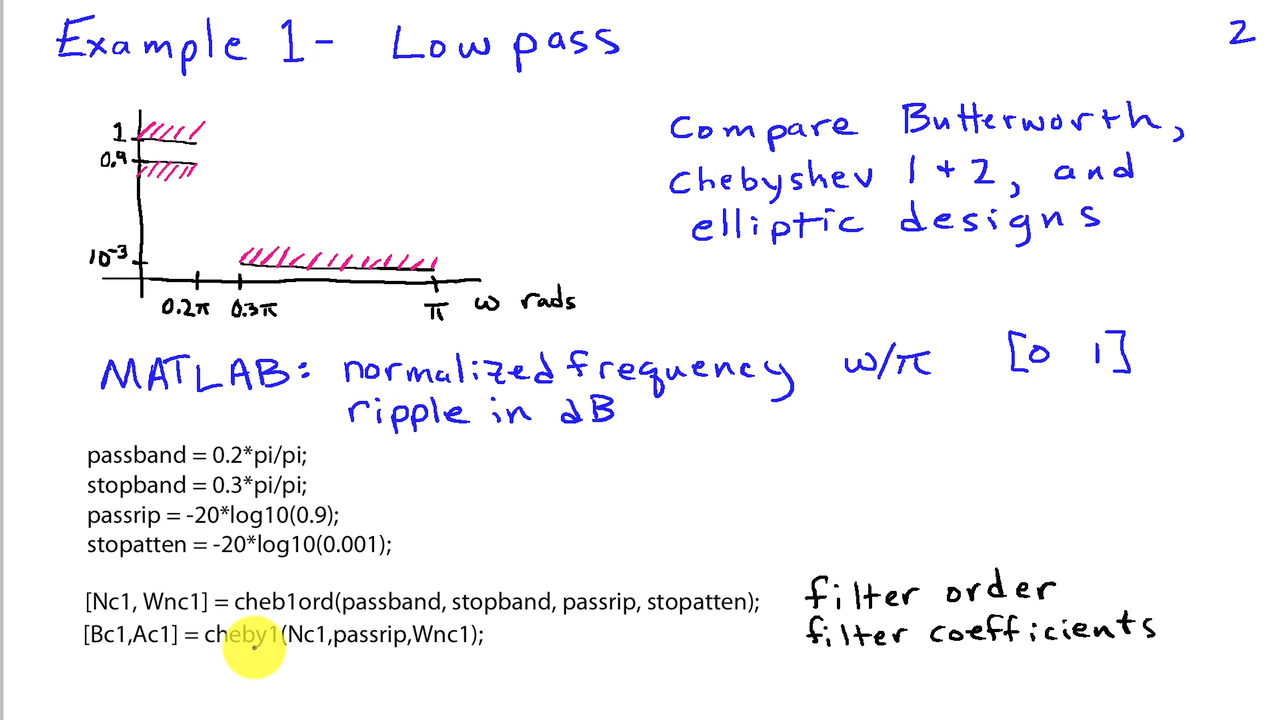 Example 1- Lowpass
2
1
0.9
10^-3
0.2π 0.3π π ω rads
Compare Butterworth,
Chebyshev 1 + 2, and
elliptic designs
MATLAB: normalized frequency ω/π [0 1]
ripple in dB
passband = 0.2*pi/pi;
stopband = 0.3*pi/pi;
passrip = -20*log10(0.9);
stopatten = -20*log10(0.001);
[Nc1, Wnc1] = cheb1ord(passband, stopband, passrip, stopatten); filter order
[Bc1,Ac1] = cheby1(Nc1,passrip,Wnc1); filter coefficients